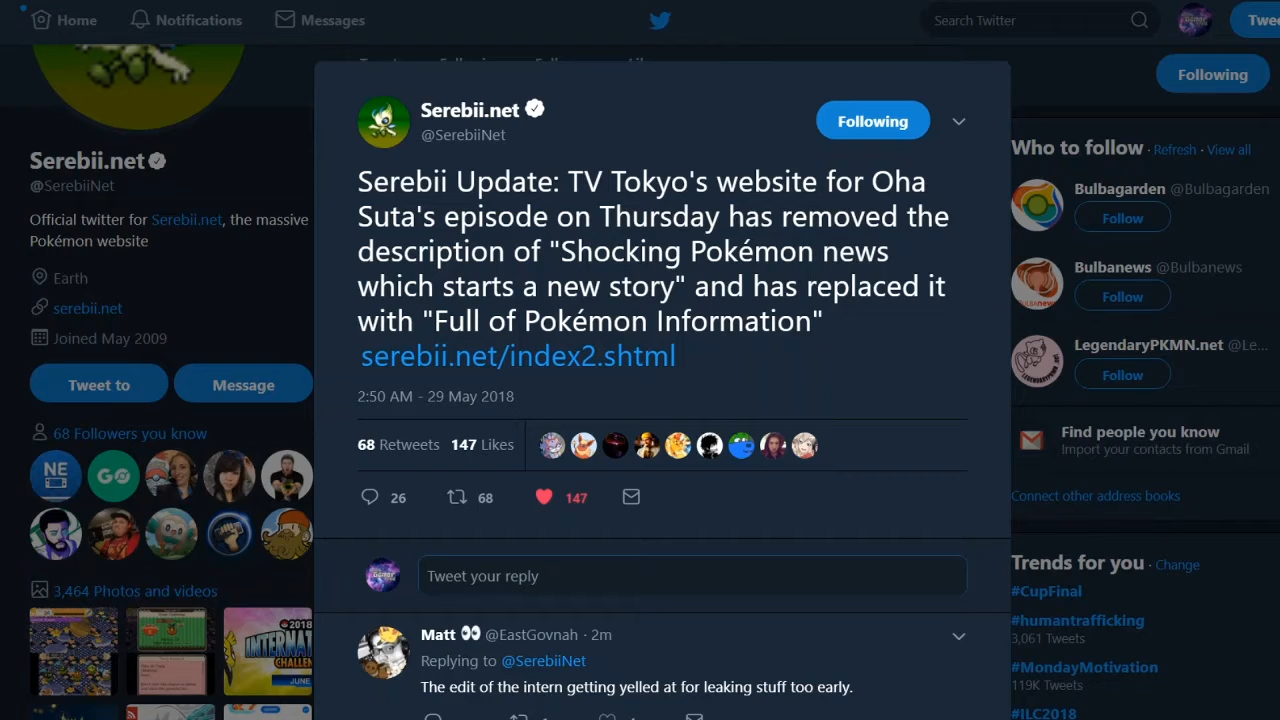 Home
Notifications
Messages
Search Twitter
Following
Serebii.net
@SerebiiNet
Official twitter for Serebii.net, the massive
Pokémon website
Earth
serebii.net
Joined May 2009
Tweet to
Message
68 Followers you know
NE
GO
3,464 Photos and videos
2018
INTERNAT
CHALLEN
JUNE
Serebii.net
@SerebiiNet
Following
Serebii Update: TV Tokyo's website for Oha
Suta's episode on Thursday has removed the
description of "Shocking Pokémon news
which starts a new story" and has replaced it
with "Full of Pokémon Information"
serebii.net/index2.shtml
2:50 AM - 29 May 2018
68 Retweets 147 Likes
26
68
147
Tweet your reply
Matt 👀 @EastGovnah · 2m
Replying to @SerebiiNet
The edit of the intern getting yelled at for leaking stuff too early.
Who to follow · Refresh · View all
Bulbagarden @Bulbagarden
Follow
Bulbanews @Bulbanews
Follow
LegendaryPKMN.net @Le...
Follow
Find people you know
Import your contacts from Gmail
Connect other address books
Trends for you · Change
#CupFinal
#humantrafficking
3,061 Tweets
#MondayMotivation
119K Tweets
#ILC2018